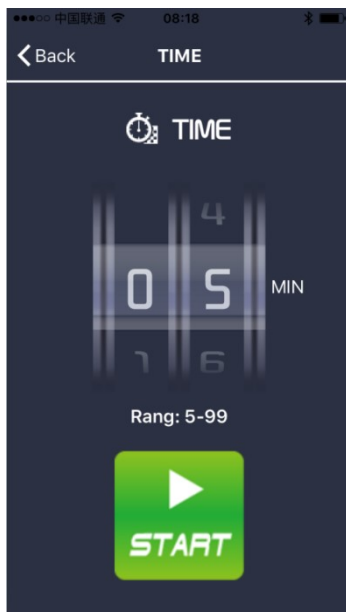 中国联通 08:18
Back TIME
TIME
4
0 5 MIN
1 6
Rang: 5-99
START